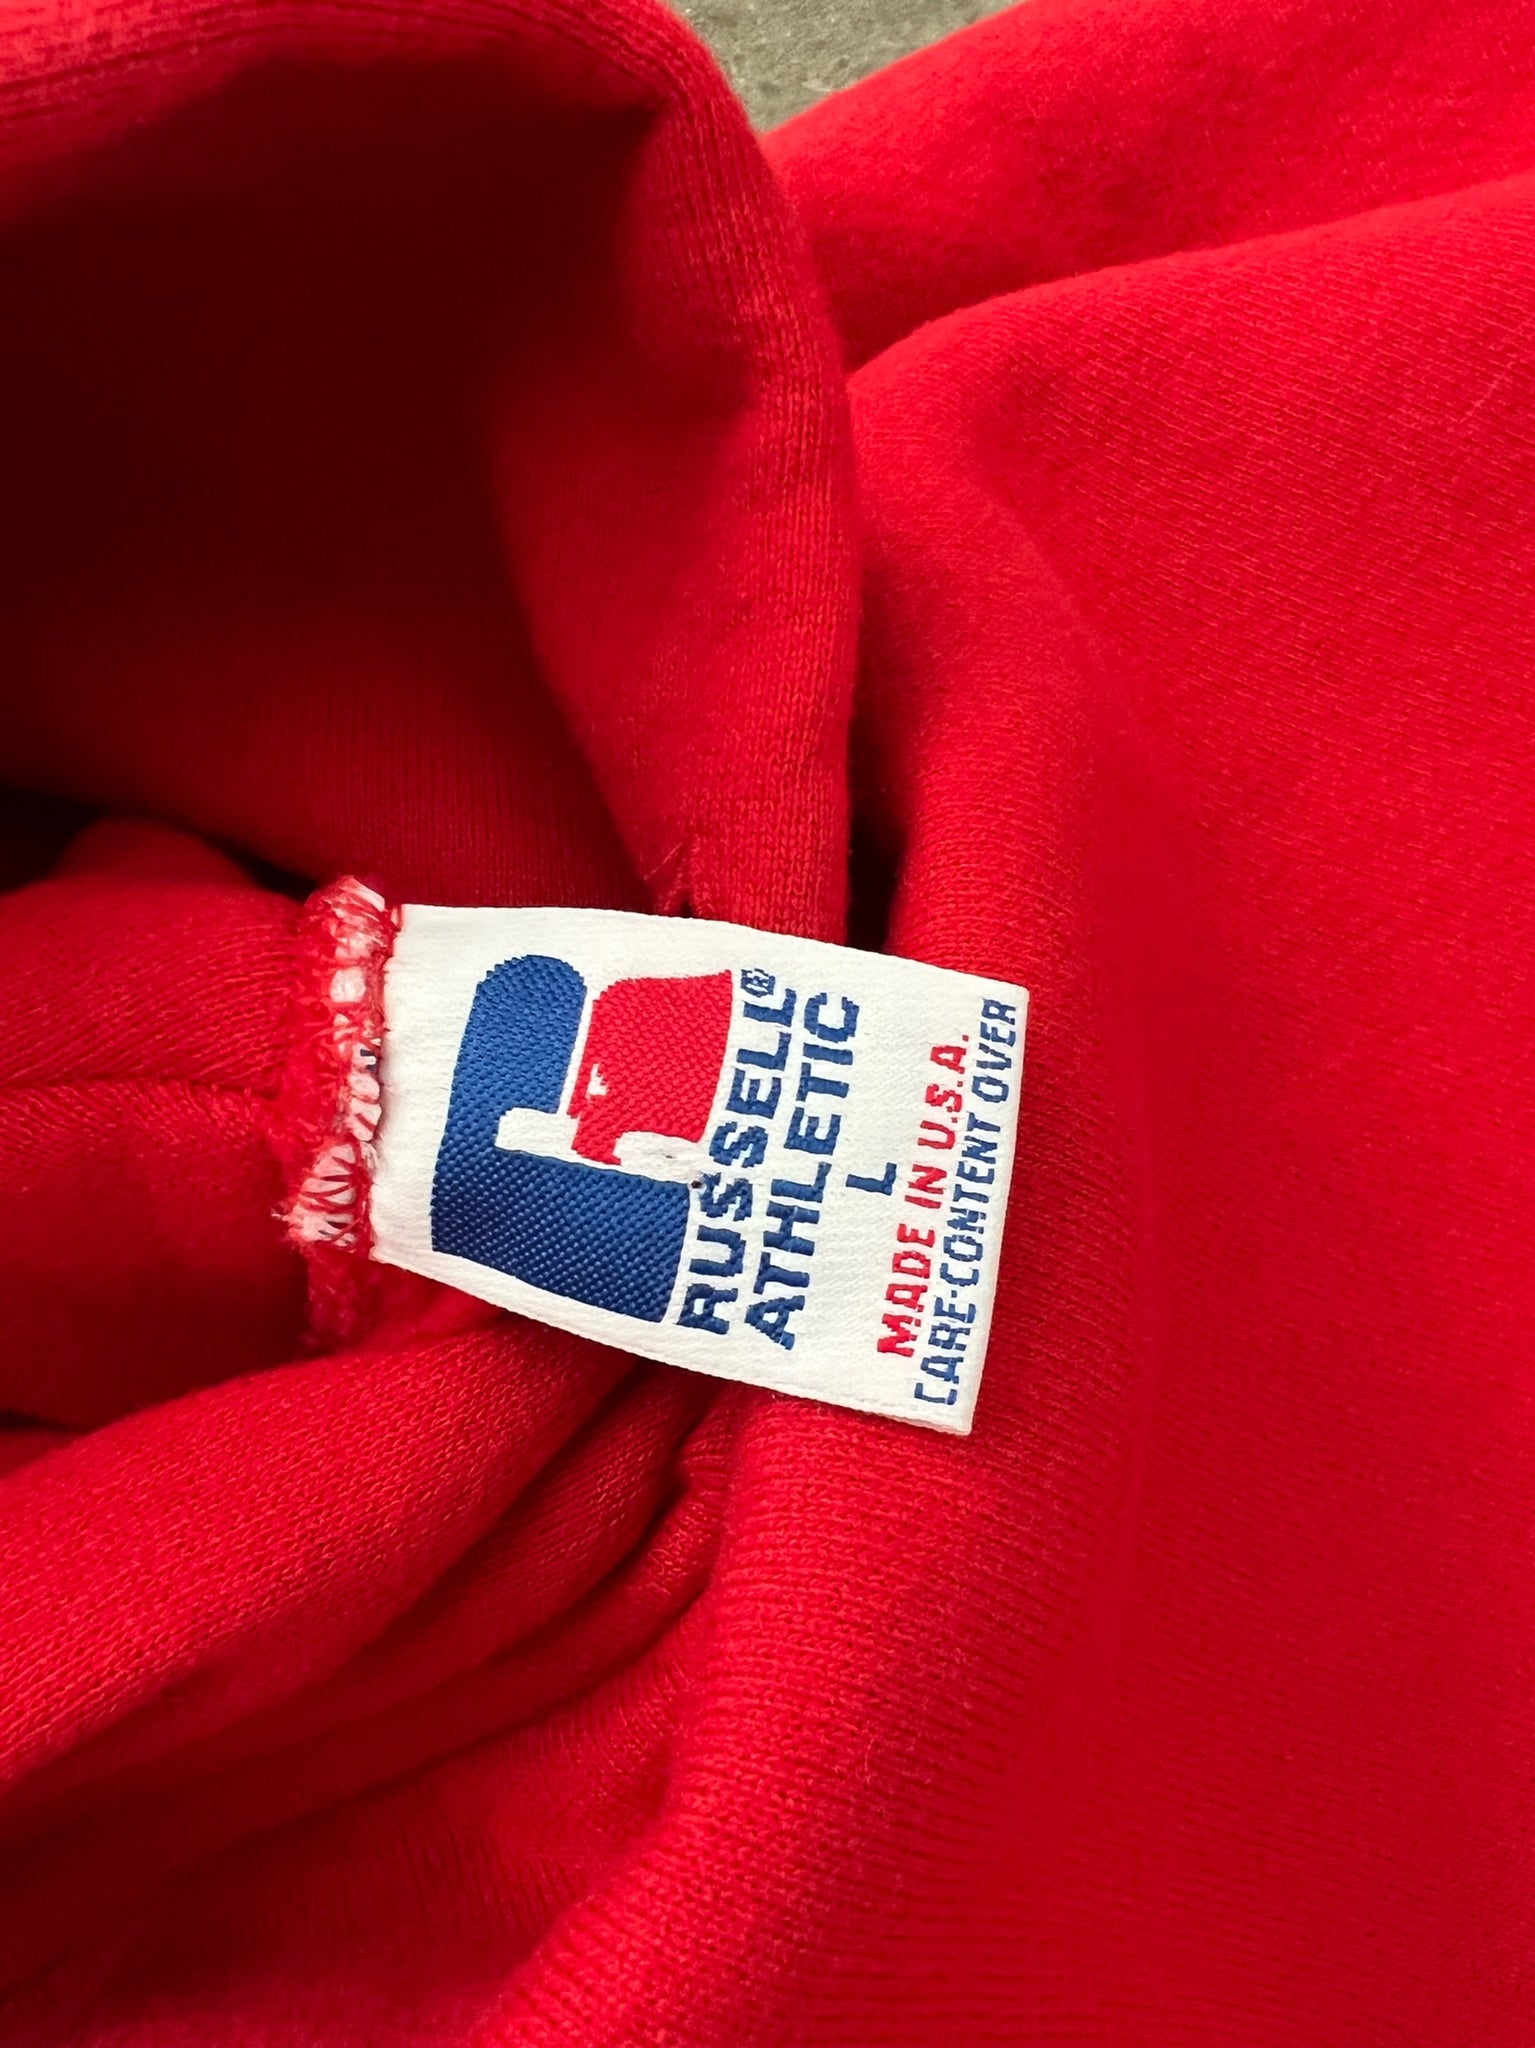 RUSSELL®
ATHLETIC
L
MADE IN U.S.A.
CARE-CONTENT OVER